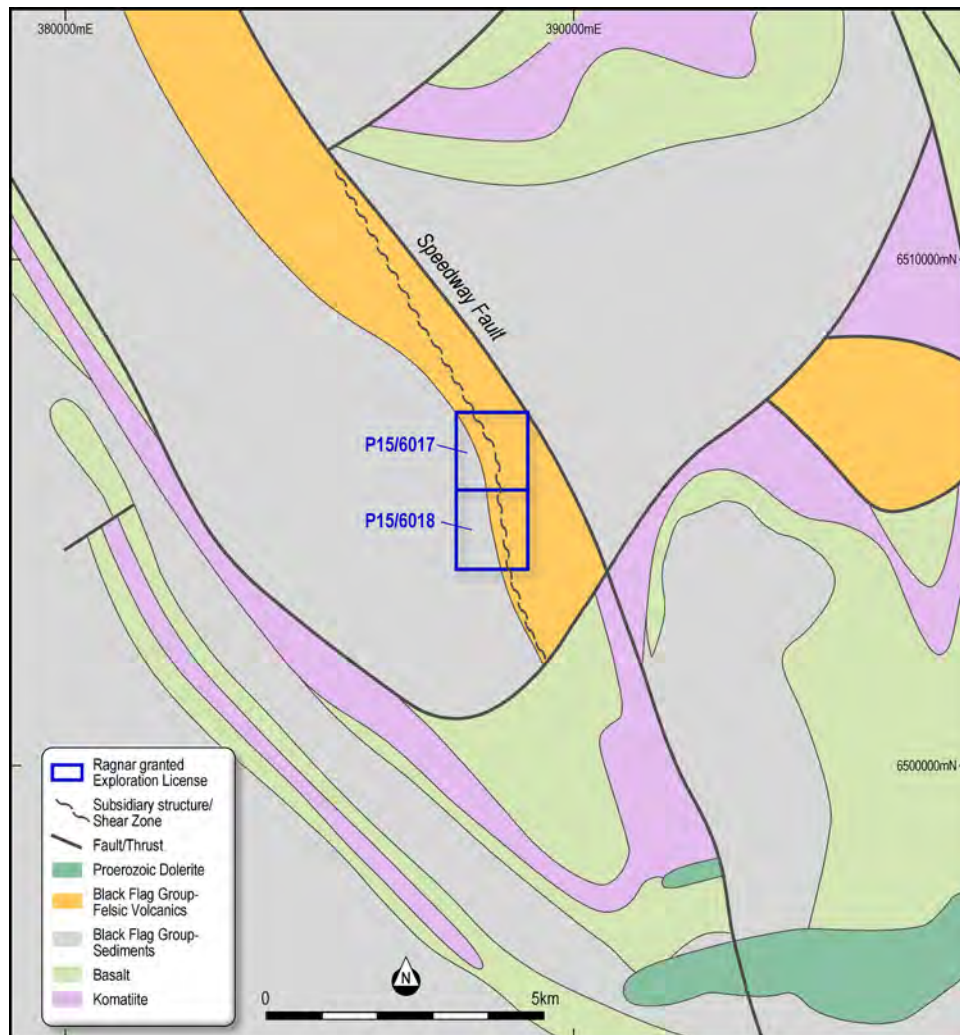 380000mE
390000mE
Speedway Fault
6510000mN
P15/6017
P15/6018
6500000mN
Ragnar granted
Exploration License
Subsidiary structure/
Shear Zone
Fault/Thrust
Proerozoic Dolerite
Black Flag Group-
Felsic Volcanics
Black Flag Group-
Sediments
Basalt
Komatiite
N
0
5km